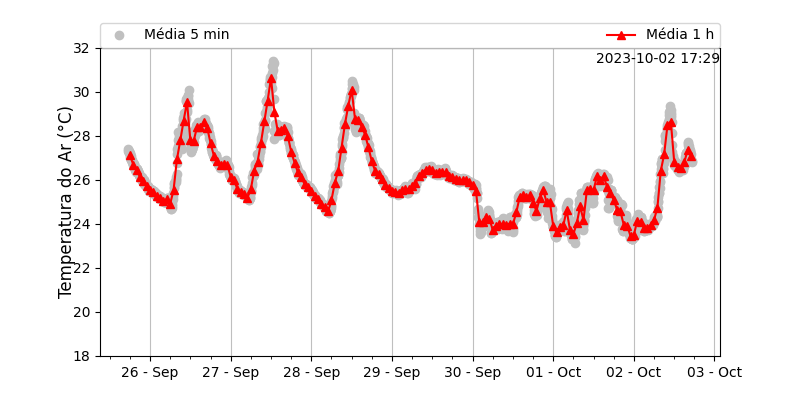 Média 5 min
Média 1 h
2023-10-02 17:29
Temperatura do Ar (°C)
32
30
28
26
24
22
20
18
26 - Sep
27 - Sep
28 - Sep
29 - Sep
30 - Sep
01 - Oct
02 - Oct
03 - Oct